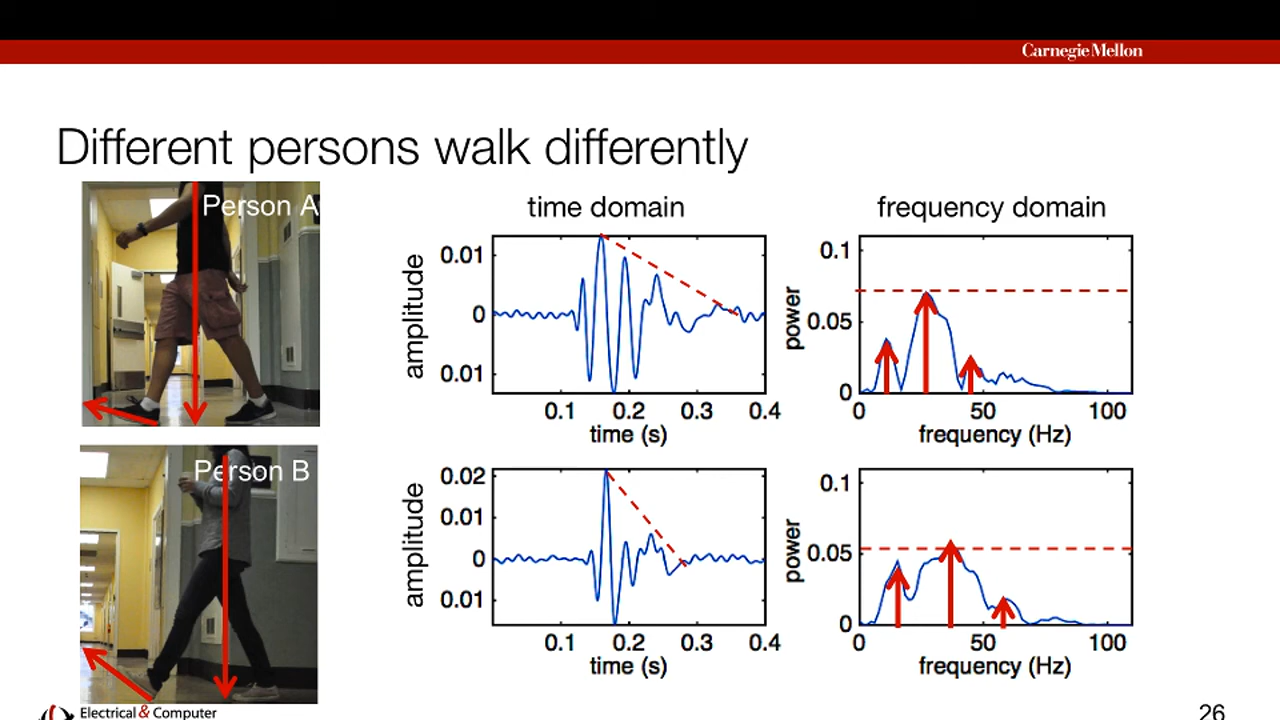 Carnegie Mellon
Different persons walk differently
Person A
time domain
frequency domain
amplitude
0.01
0
0.01
0.1 0.2 0.3 0.4
time (s)
power
0.1
0.05
0
0 50 100
frequency (Hz)
Person B
amplitude
0.02
0.01
0
0.01
0.1 0.2 0.3 0.4
time (s)
power
0.1
0.05
0
0 50 100
frequency (Hz)
Electrical & Computer
26